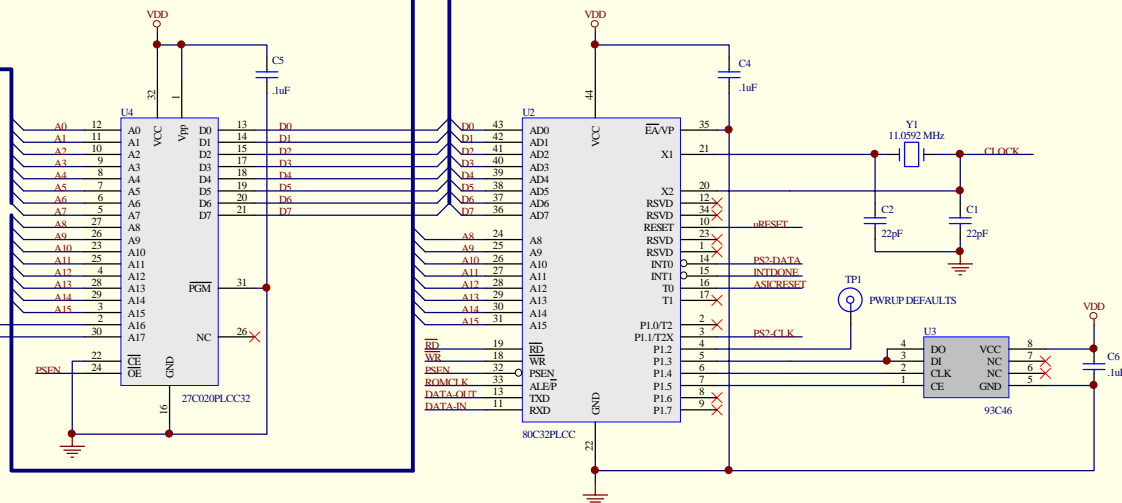 VDD
VDD
C5
.1uF
C4
.1uF
32
1
44
U4
U2
VCC
Vpp
VCC
Y1
11.0592 MHz
CLOCK
A0 12 A0 D0 13 D0
A1 11 A1 D1 14 D1
A2 10 A2 D2 15 D2
A3 9 A3 D3 17 D3
A4 8 A4 D4 18 D4
A5 7 A5 D5 19 D5
A6 6 A6 D6 20 D6
A7 5 A7 D7 21 D7
A8 27 A8
A9 26 A9
A10 23 A10
A11 25 A11
A12 4 A12
A13 28 A13 PGM 31
A14 29 A14
A15 3 A15
2 A16
30 A17 NC 26
22 CE
PSEN 24 OE
GND
16
27C020PLCC32
D0 43 AD0 EA/VP 35
D1 42 AD1
D2 41 AD2 X1 21
D3 40 AD3
D4 39 AD4
D5 38 AD5 X2 20
D6 37 AD6 RSVD 12
D7 36 AD7 RSVD 34
RESET 10 uRESET
A8 24 A8 RSVD 23
A9 25 A9 RSVD 1
A10 26 A10 INT0 14 PS2-DATA
A11 27 A11 INT1 15 INTDONE
A12 28 A12 T0 16 ASICRESET
A13 29 A13 T1 17
A14 30 A14
A15 31 A15 P1.0/T2 2
P1.1/T2X 3 PS2-CLK
RD 19 RD P1.2 4
WR 18 WR P1.3 5
PSEN 32 PSEN P1.4 6
ROMCLK 33 ALE/P P1.5 7
DATA-OUT 13 TXD P1.6 8
DATA-IN 11 RXD P1.7 9
GND
22
80C32PLCC
C2
22pF
C1
22pF
TP1
PWRUP DEFAULTS
VDD
U3
4 DO VCC 8
3 DI NC 7
2 CLK NC 6
1 CE GND 5
93C46
C6